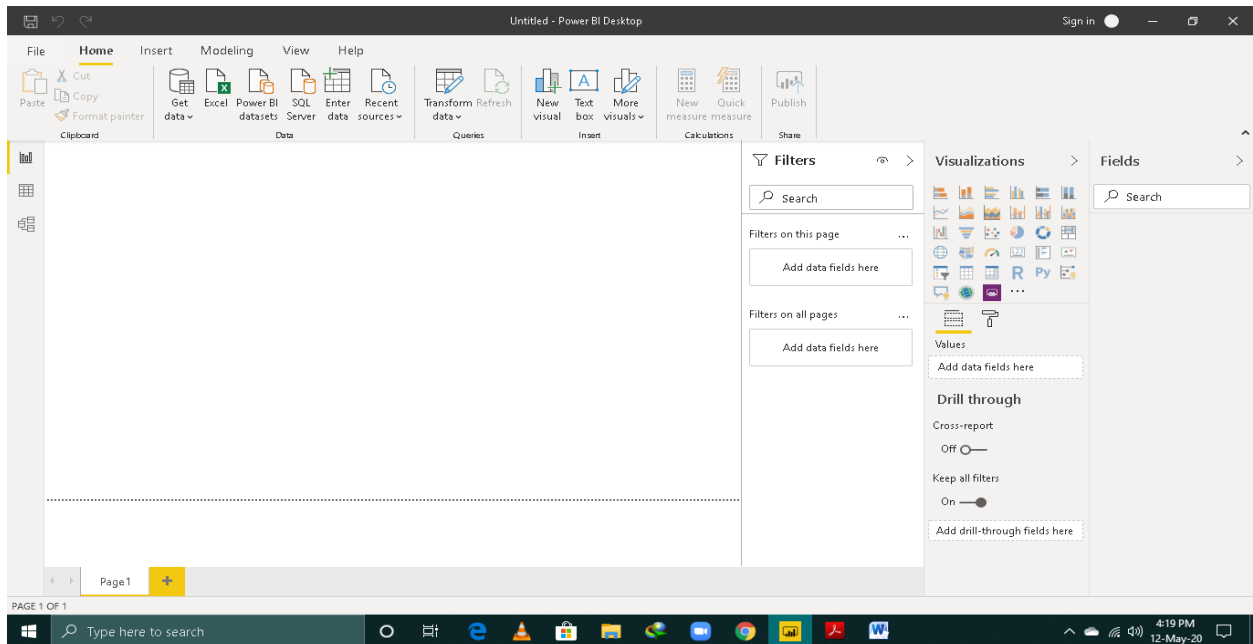 Untitled - Power BI Desktop
Sign in
File Home Insert Modeling View Help
Paste
Cut
Copy
Format painter
Clipboard
Get data
Excel
Power BI datasets
SQL Server
Enter data
Recent sources
Data
Transform data
Refresh
Queries
New visual
Text box
More visuals
Insert
New measure
Quick measure
Calculations
Publish
Share
Filters
Search
Filters on this page ...
Add data fields here
Filters on all pages ...
Add data fields here
Visualizations
R Py
...
Values
Add data fields here
Drill through
Cross-report
Off
Keep all filters
On
Add drill-through fields here
Fields
Search
Page 1
PAGE 1 OF 1
Type here to search
4:19 PM
12-May-20